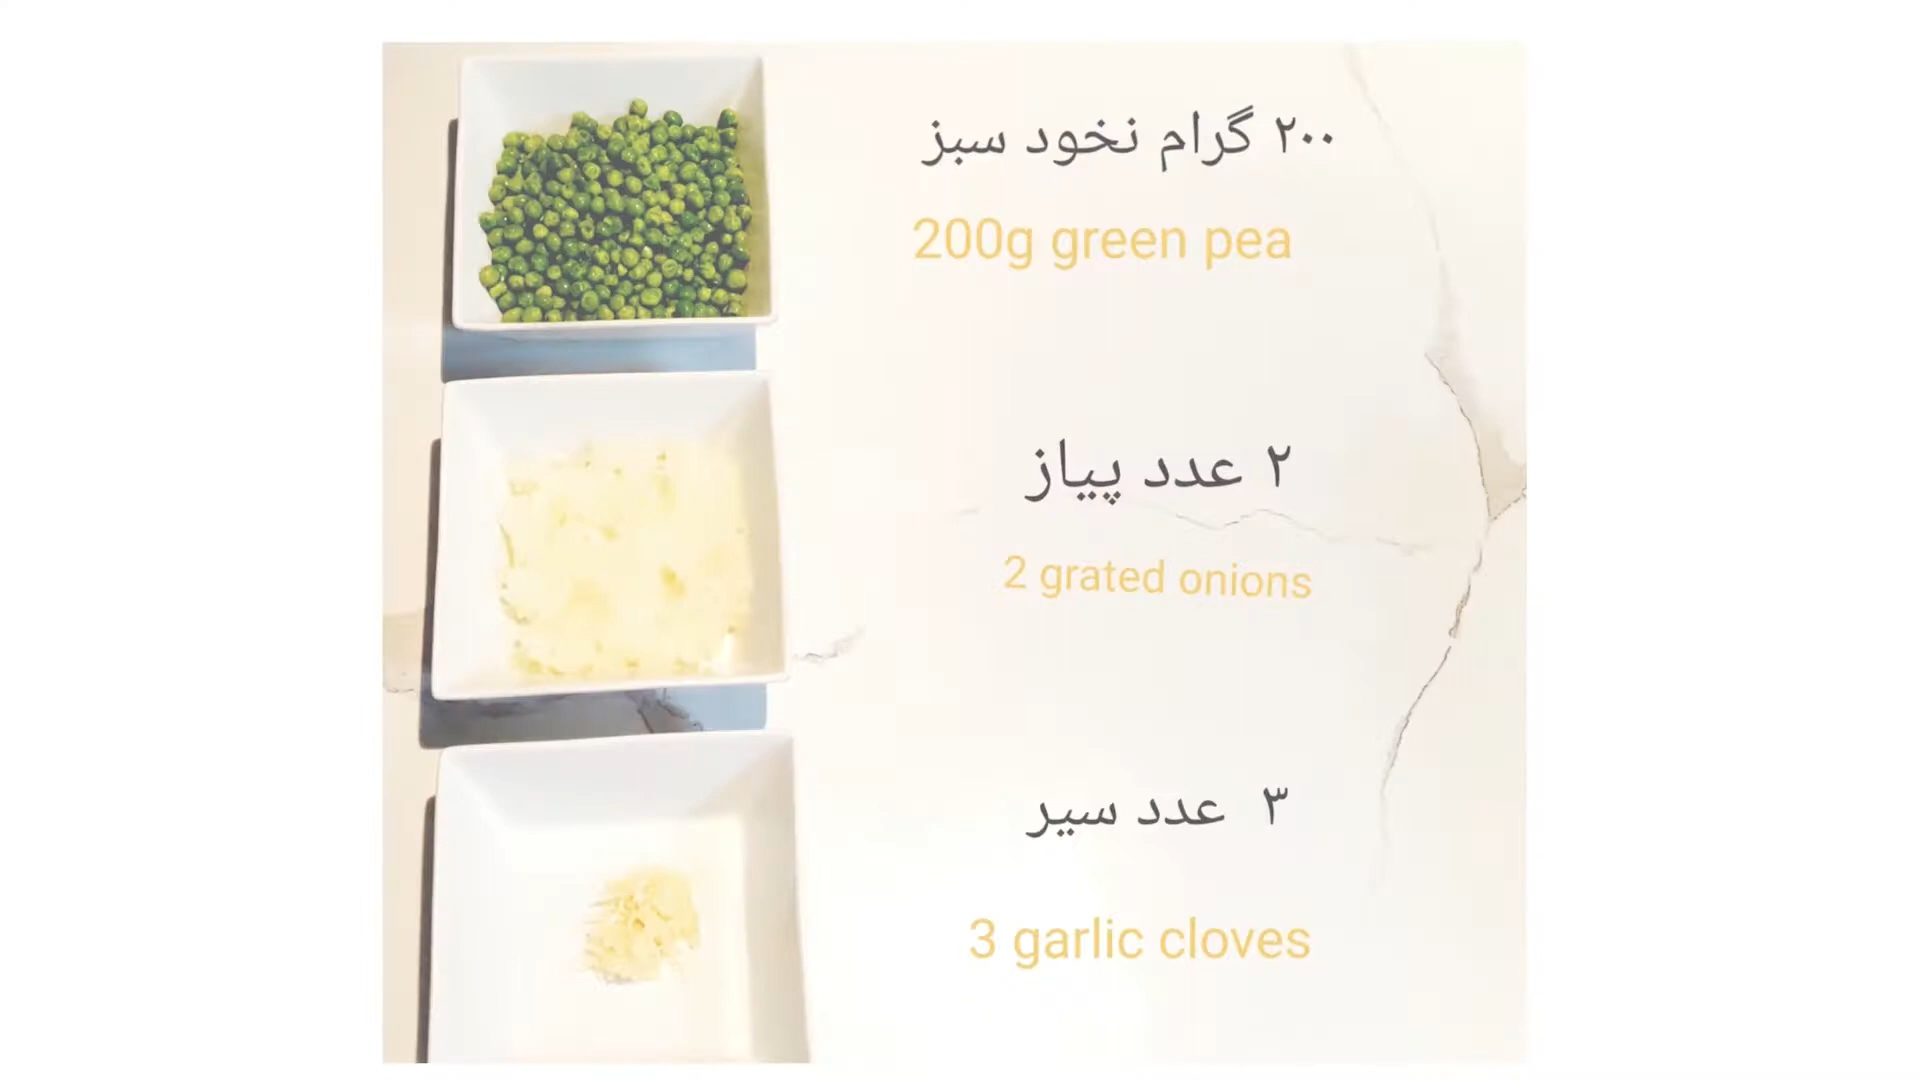 ۲۰۰ گرام نخود سبز
200g green pea
۲ عدد پیاز
2 grated onions
۳ عدد سیر
3 garlic cloves